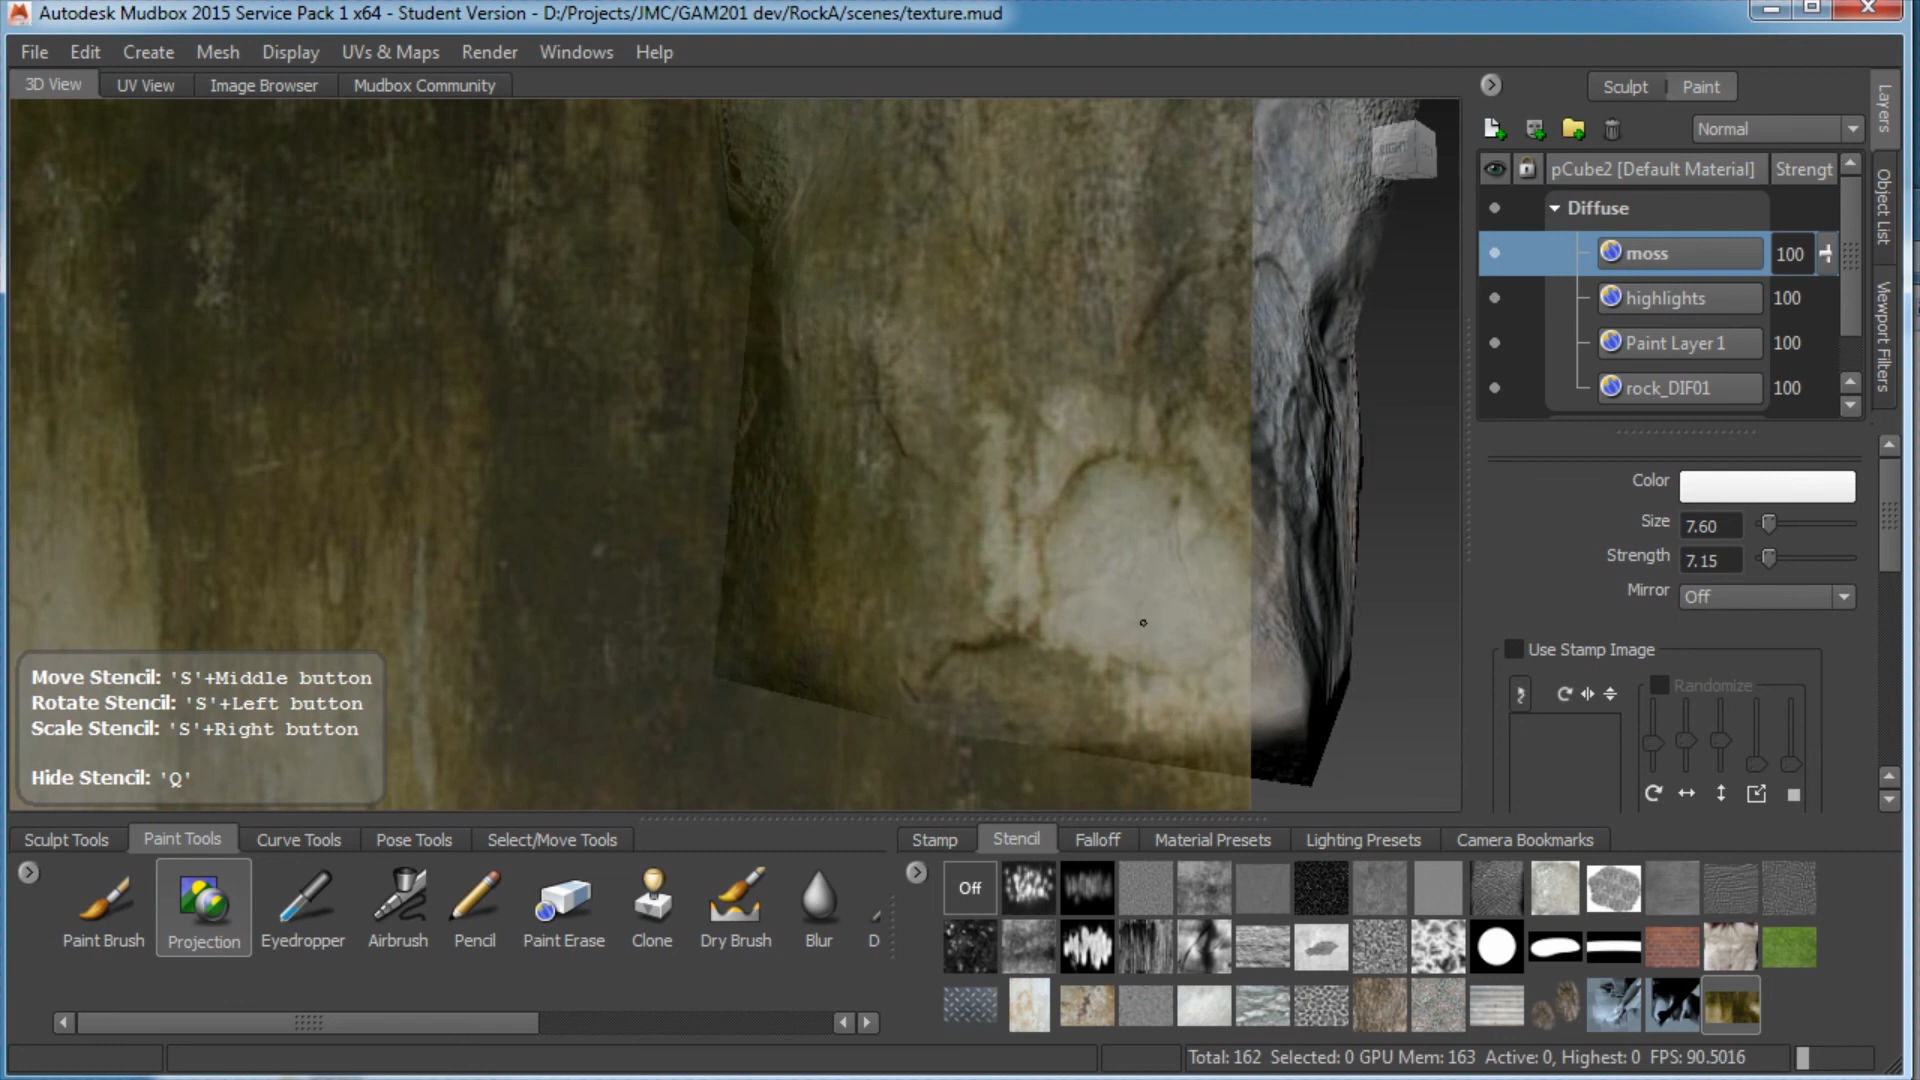 Autodesk Mudbox 2015 Service Pack 1 x64 - Student Version - D:/Projects/JMC/GAM201 dev/RockA/scenes/texture.mud
File Edit Create Mesh Display UVs & Maps Render Windows Help
3D View UV View Image Browser Mudbox Community
Sculpt Paint
Normal
pCube2 [Default Material] Strengt
Diffuse
moss 100
highlights 100
Paint Layer 1 100
rock_DIF01 100
Layers
Object List
Viewport Filters
Color
Size 7.60
Strength 7.15
Mirror Off
Use Stamp Image
Randomize
Move Stencil: 'S'+Middle button
Rotate Stencil: 'S'+Left button
Scale Stencil: 'S'+Right button
Hide Stencil: 'Q'
Sculpt Tools Paint Tools Curve Tools Pose Tools Select/Move Tools
Paint Brush Projection Eyedropper Airbrush Pencil Paint Erase Clone Dry Brush Blur D
Stamp Stencil Falloff Material Presets Lighting Presets Camera Bookmarks
Off
Total: 162 Selected: 0 GPU Mem: 163 Active: 0, Highest: 0 FPS: 90.5016